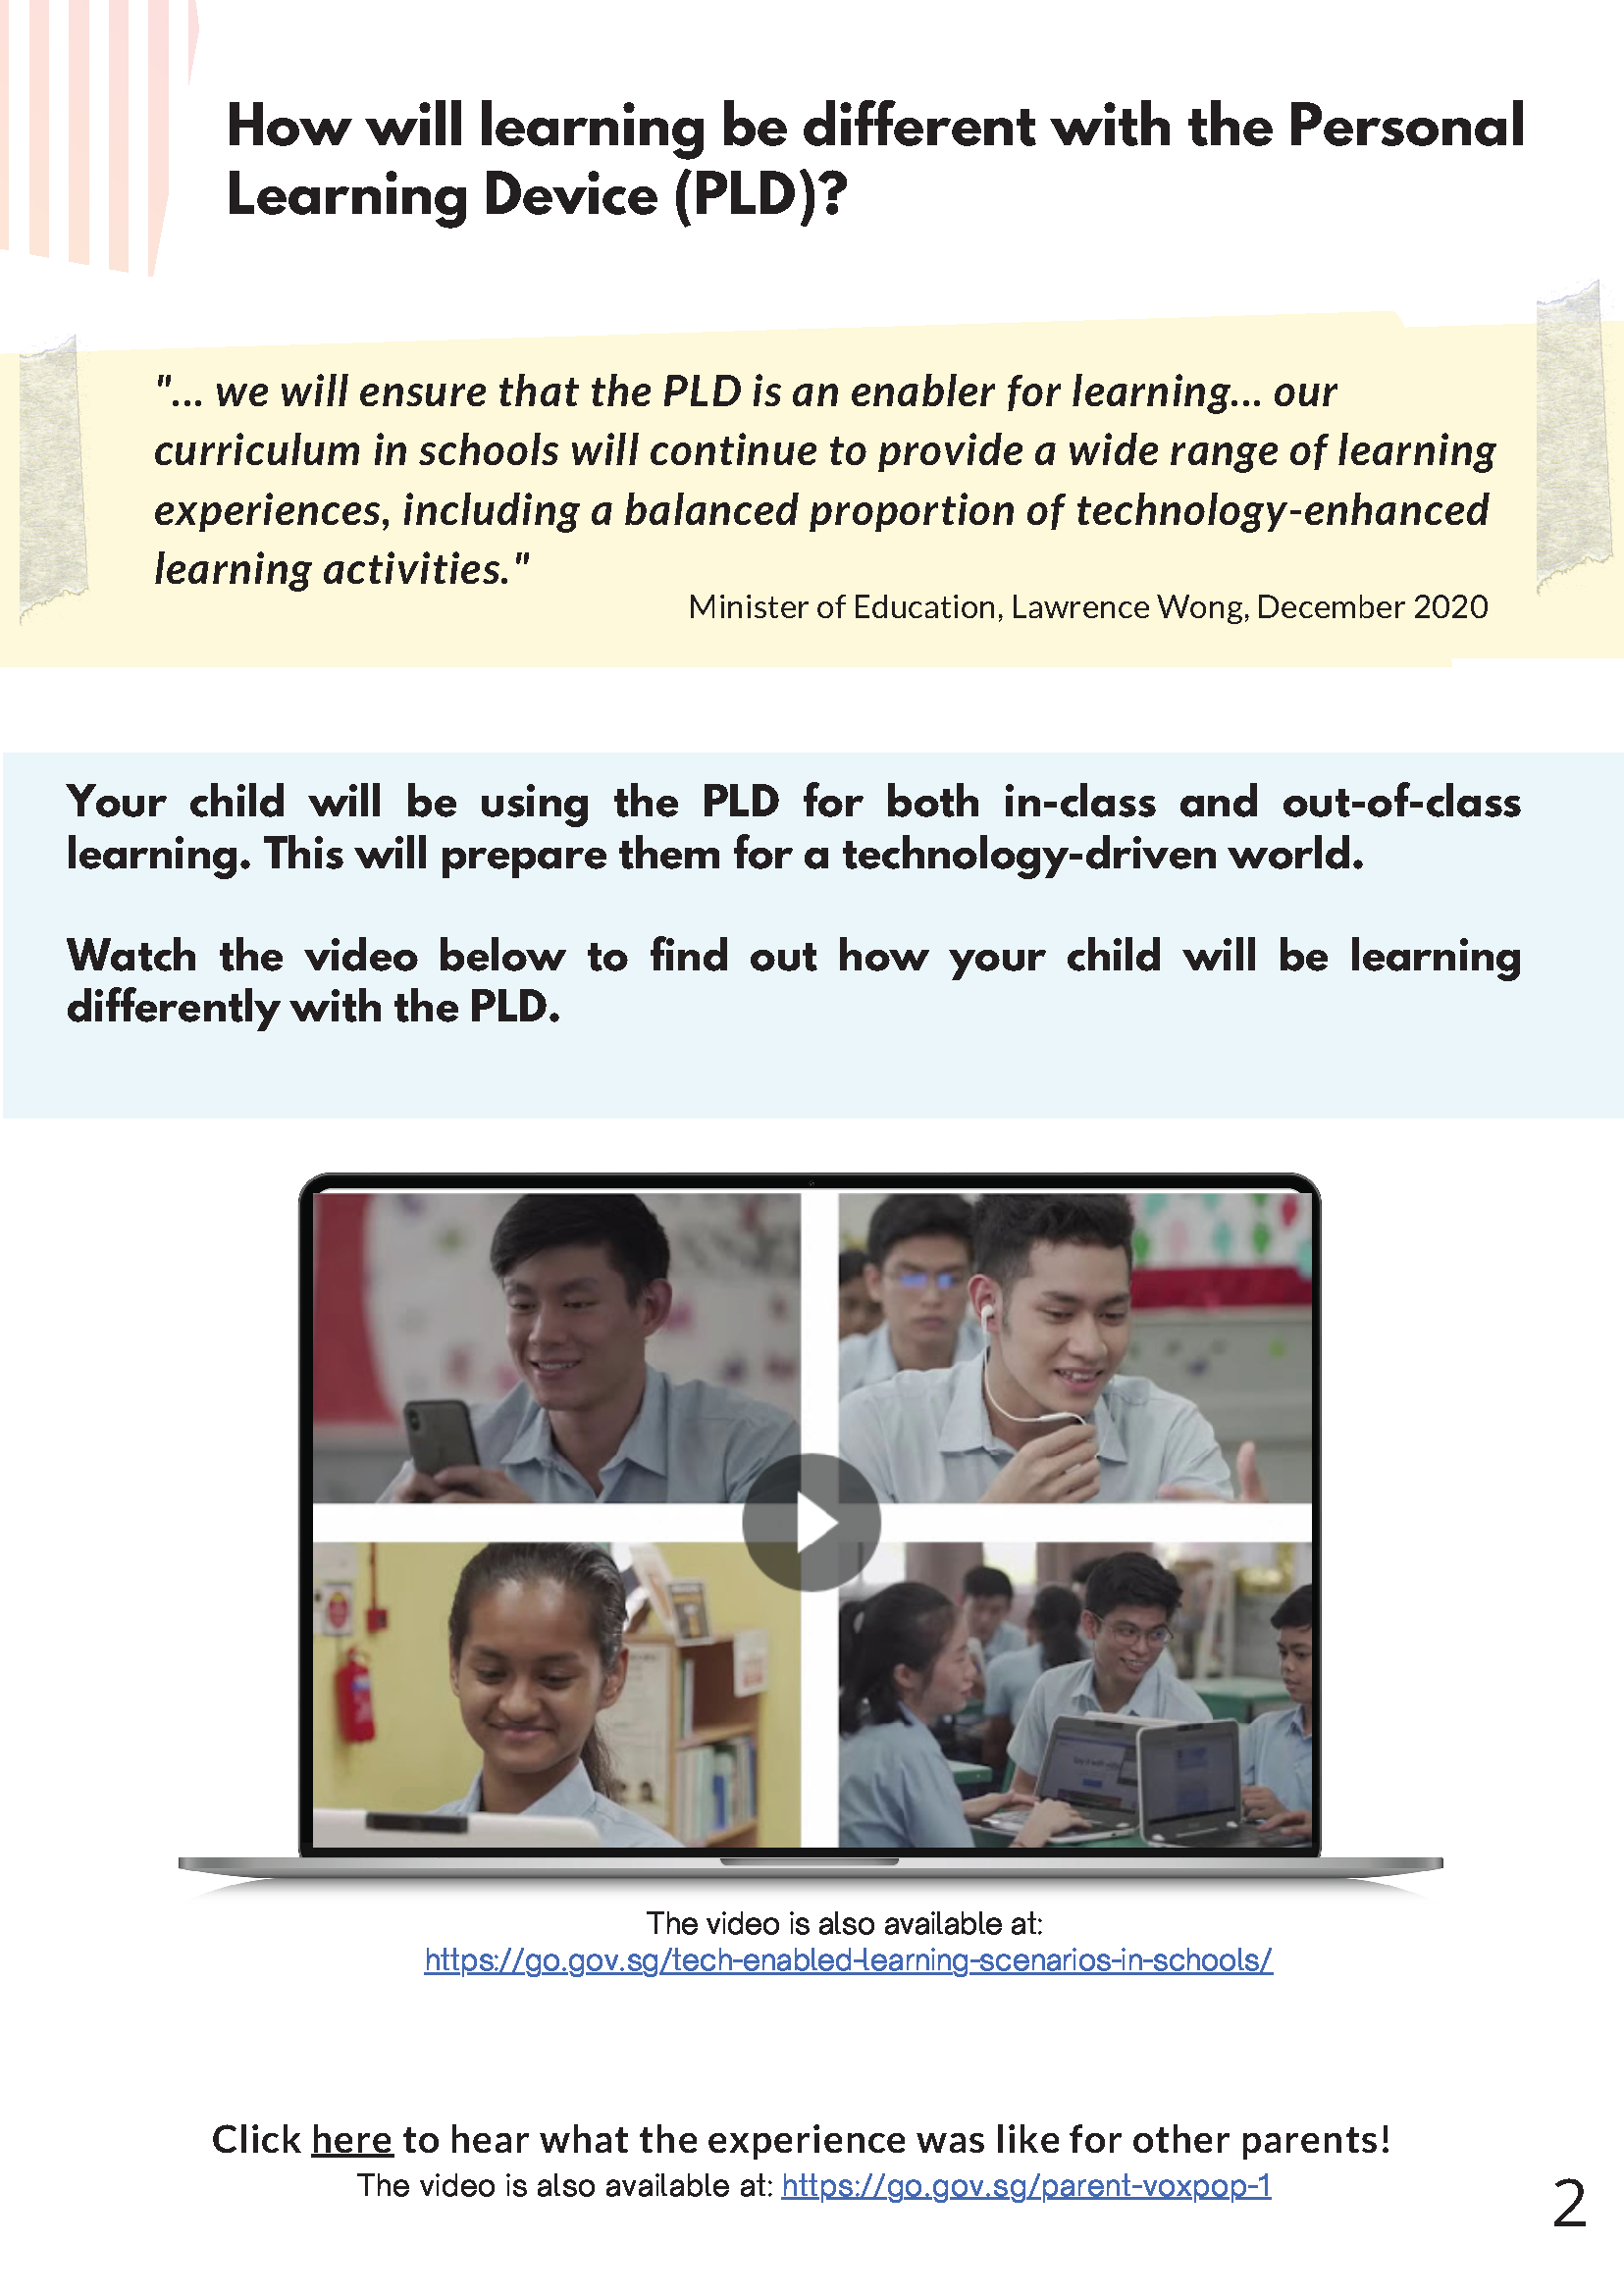 How will learning be different with the Personal
Learning Device (PLD)?
"... we will ensure that the PLD is an enabler for learning... our
curriculum in schools will continue to provide a wide range of learning
experiences, including a balanced proportion of technology-enhanced
learning activities."
Minister of Education, Lawrence Wong, December 2020
Your child will be using the PLD for both in-class and out-of-class
learning. This will prepare them for a technology-driven world.
Watch the video below to find out how your child will be learning
differently with the PLD.
The video is also available at:
https://go.gov.sg/tech-enabled-learning-scenarios-in-schools/
Click here to hear what the experience was like for other parents!
The video is also available at: https://go.gov.sg/parent-voxpop-1
2